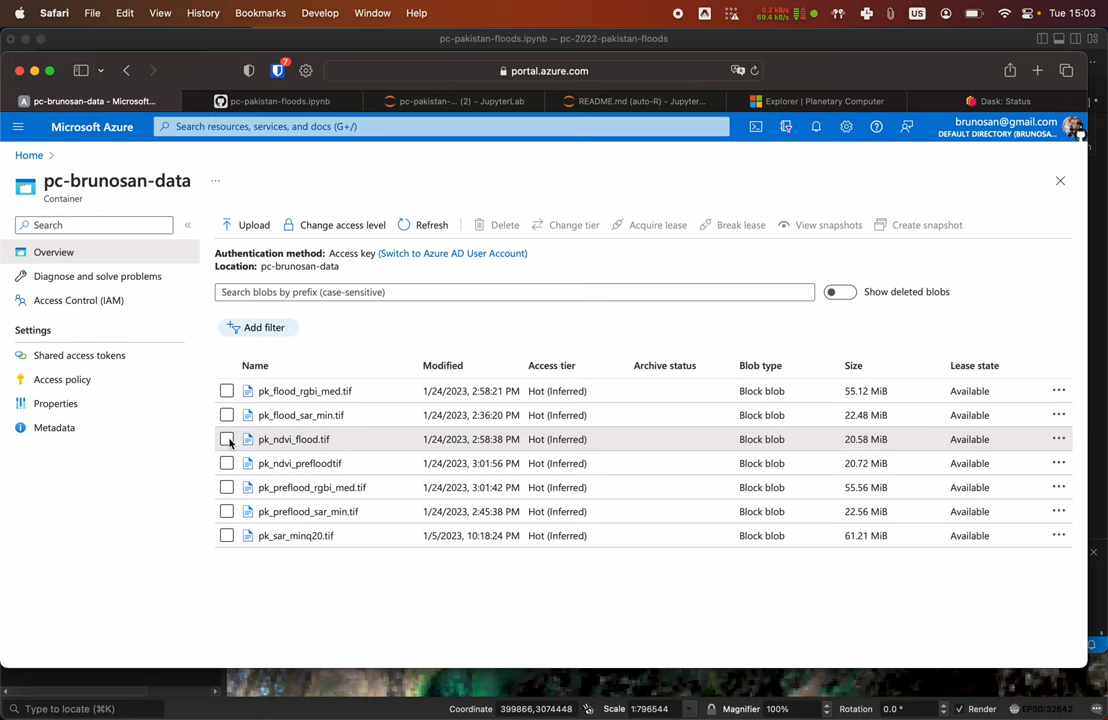 Safari File Edit View History Bookmarks Develop Window Help 0.2 kB/s 69.4 kB/s US Tue 15:03
pc-pakistan-floods.ipynb — pc-2022-pakistan-floods
7 portal.azure.com
A pc-brunosan-data - Microsoft... pc-pakistan-floods.ipynb pc-pakistan-... (2) - JupyterLab README.md (auto-R) - Jupyter... Explorer | Planetary Computer Dask: Status
Microsoft Azure Search resources, services, and docs (G+/) brunosan@gmail.com
DEFAULT DIRECTORY (BRUNOSA...
Home >
pc-brunosan-data ...
Container
Search «
Upload Change access level Refresh Delete Change tier Acquire lease Break lease View snapshots Create snapshot
Overview
Diagnose and solve problems
Access Control (IAM)
Settings
Shared access tokens
Access policy
Properties
Metadata
Authentication method: Access key (Switch to Azure AD User Account)
Location: pc-brunosan-data
Search blobs by prefix (case-sensitive) Show deleted blobs
Add filter
Name Modified Access tier Archive status Blob type Size Lease state
pk_flood_rgbi_med.tif 1/24/2023, 2:58:21 PM Hot (Inferred) Block blob 55.12 MiB Available ...
pk_flood_sar_min.tif 1/24/2023, 2:36:20 PM Hot (Inferred) Block blob 22.48 MiB Available ...
pk_ndvi_flood.tif 1/24/2023, 2:58:38 PM Hot (Inferred) Block blob 20.58 MiB Available ...
pk_ndvi_prefloodtif 1/24/2023, 3:01:56 PM Hot (Inferred) Block blob 20.72 MiB Available ...
pk_preflood_rgbi_med.tif 1/24/2023, 3:01:42 PM Hot (Inferred) Block blob 55.56 MiB Available ...
pk_preflood_sar_min.tif 1/24/2023, 2:45:38 PM Hot (Inferred) Block blob 22.56 MiB Available ...
pk_sar_minq20.tif 1/5/2023, 10:18:24 PM Hot (Inferred) Block blob 61.21 MiB Available ...
Type to locate (⌘K) Coordinate 399866,3074448 Scale 1:796544 Magnifier 100% Rotation 0.0 ° Render EPSG:32642